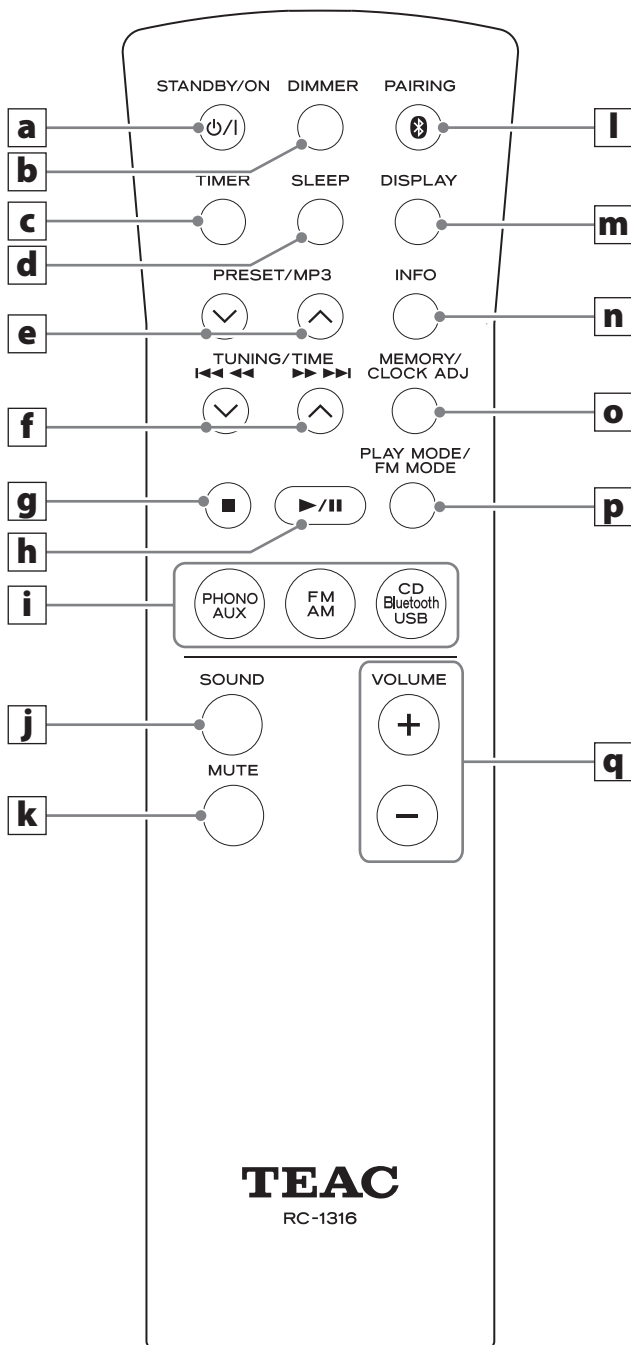 STANDBY/ON DIMMER PAIRING
a
l
b
TIMER SLEEP DISPLAY
c
m
d
PRESET/MP3 INFO
e
n
TUNING/TIME MEMORY/
CLOCK ADJ
f
o
PLAY MODE/
FM MODE
g
p
h
i
PHONO
AUX
FM
AM
CD
Bluetooth
USB
SOUND VOLUME
j
+
q
MUTE
k
−
TEAC
RC-1316